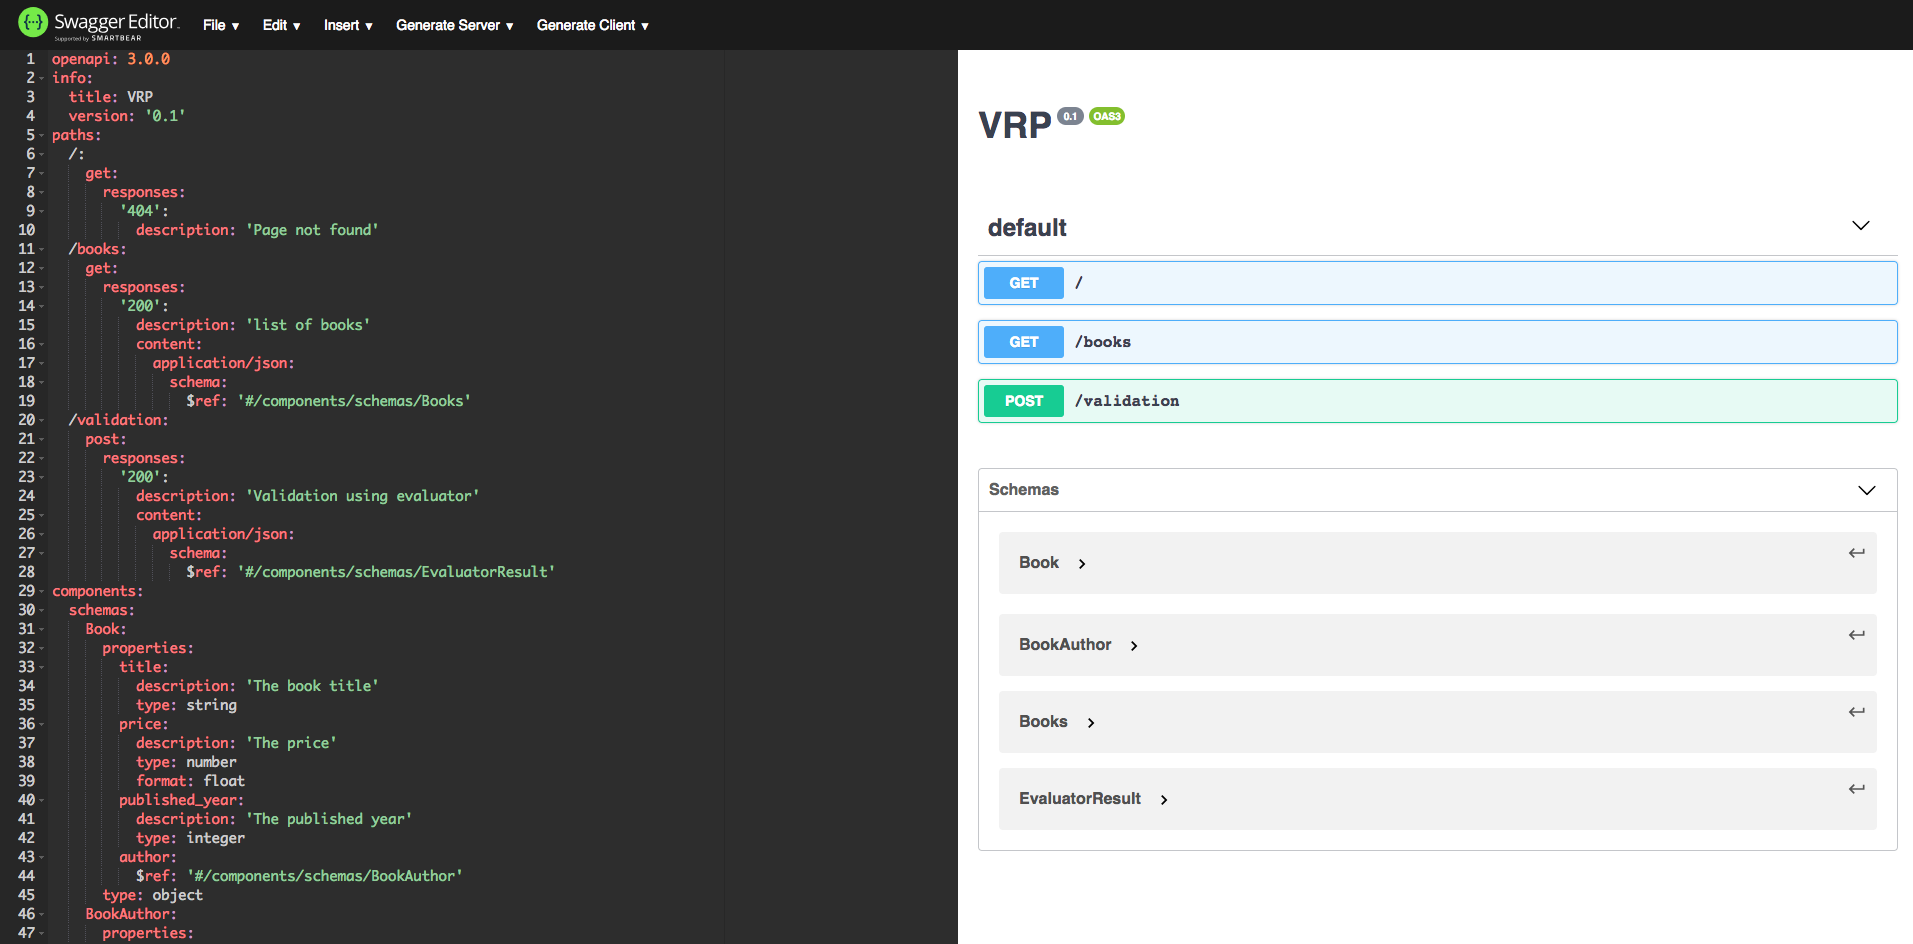 Swagger Editor
Supported by SMARTBEAR
File ▾ Edit ▾ Insert ▾ Generate Server ▾ Generate Client ▾
1 openapi: 3.0.0
2 info:
3   title: VRP
4   version: '0.1'
5 paths:
6   /:
7     get:
8       responses:
9         '404':
10           description: 'Page not found'
11   /books:
12     get:
13       responses:
14         '200':
15           description: 'list of books'
16           content:
17             application/json:
18               schema:
19                 $ref: '#/components/schemas/Books'
20   /validation:
21     post:
22       responses:
23         '200':
24           description: 'Validation using evaluator'
25           content:
26             application/json:
27               schema:
28                 $ref: '#/components/schemas/EvaluatorResult'
29 components:
30   schemas:
31     Book:
32       properties:
33         title:
34           description: 'The book title'
35           type: string
36         price:
37           description: 'The price'
38           type: number
39           format: float
40         published_year:
41           description: 'The published year'
42           type: integer
43         author:
44           $ref: '#/components/schemas/BookAuthor'
45       type: object
46     BookAuthor:
47       properties:
VRP 0.1 OAS3
default
GET /
GET /books
POST /validation
Schemas
Book
BookAuthor
Books
EvaluatorResult